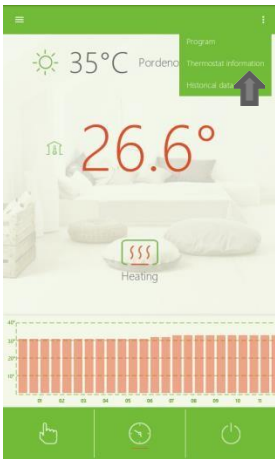 Program
35°C Pordeno
Thermostat information
Historical data
26.6°
Heating
40°
30°
20°
10°
01 02 03 04 05 06 07 08 09 10 11